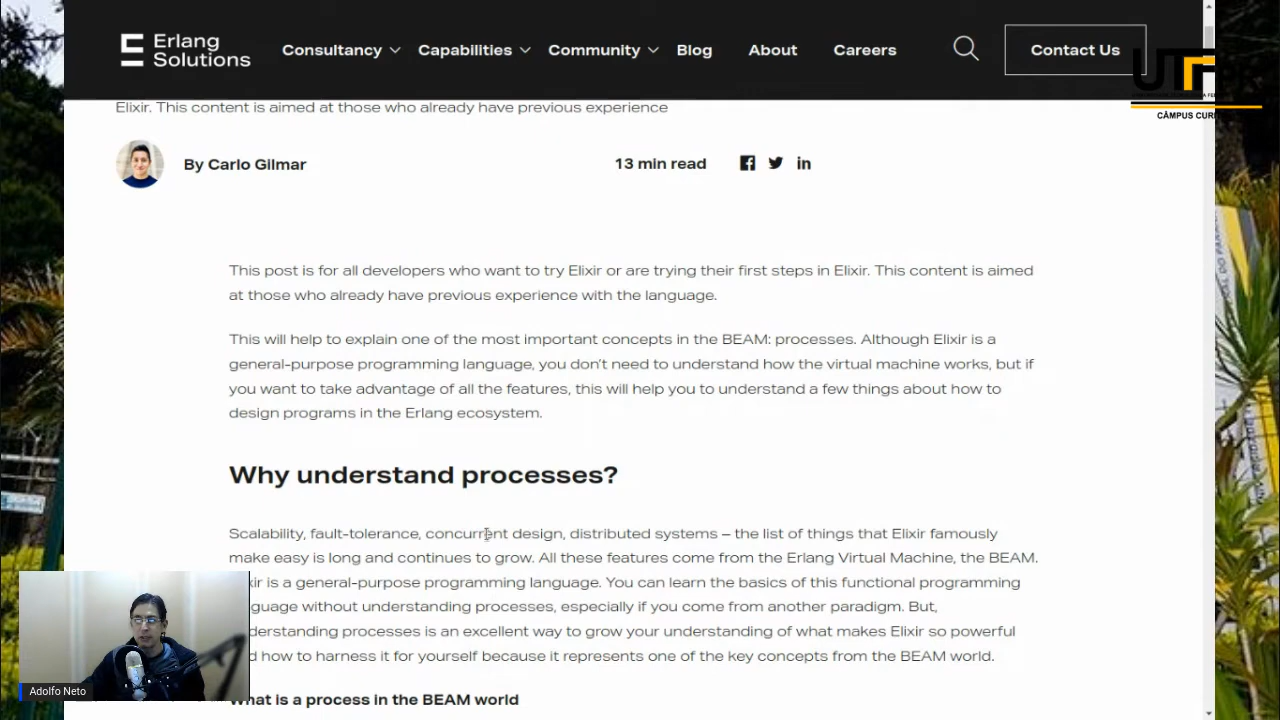 Erlang
Solutions
Consultancy
Capabilities
Community
Blog
About
Careers
Contact Us
CÂMPUS CURI
Elixir. This content is aimed at those who already have previous experience
By Carlo Gilmar
13 min read
This post is for all developers who want to try Elixir or are trying their first steps in Elixir. This content is aimed
at those who already have previous experience with the language.
This will help to explain one of the most important concepts in the BEAM: processes. Although Elixir is a
general-purpose programming language, you don’t need to understand how the virtual machine works, but if
you want to take advantage of all the features, this will help you to understand a few things about how to
design programs in the Erlang ecosystem.
Why understand processes?
Scalability, fault-tolerance, concurrent design, distributed systems – the list of things that Elixir famously
make easy is long and continues to grow. All these features come from the Erlang Virtual Machine, the BEAM.
ir is a general-purpose programming language. You can learn the basics of this functional programming
guage without understanding processes, especially if you come from another paradigm. But,
derstanding processes is an excellent way to grow your understanding of what makes Elixir so powerful
d how to harness it for yourself because it represents one of the key concepts from the BEAM world.
Adolfo Neto
What is a process in the BEAM world